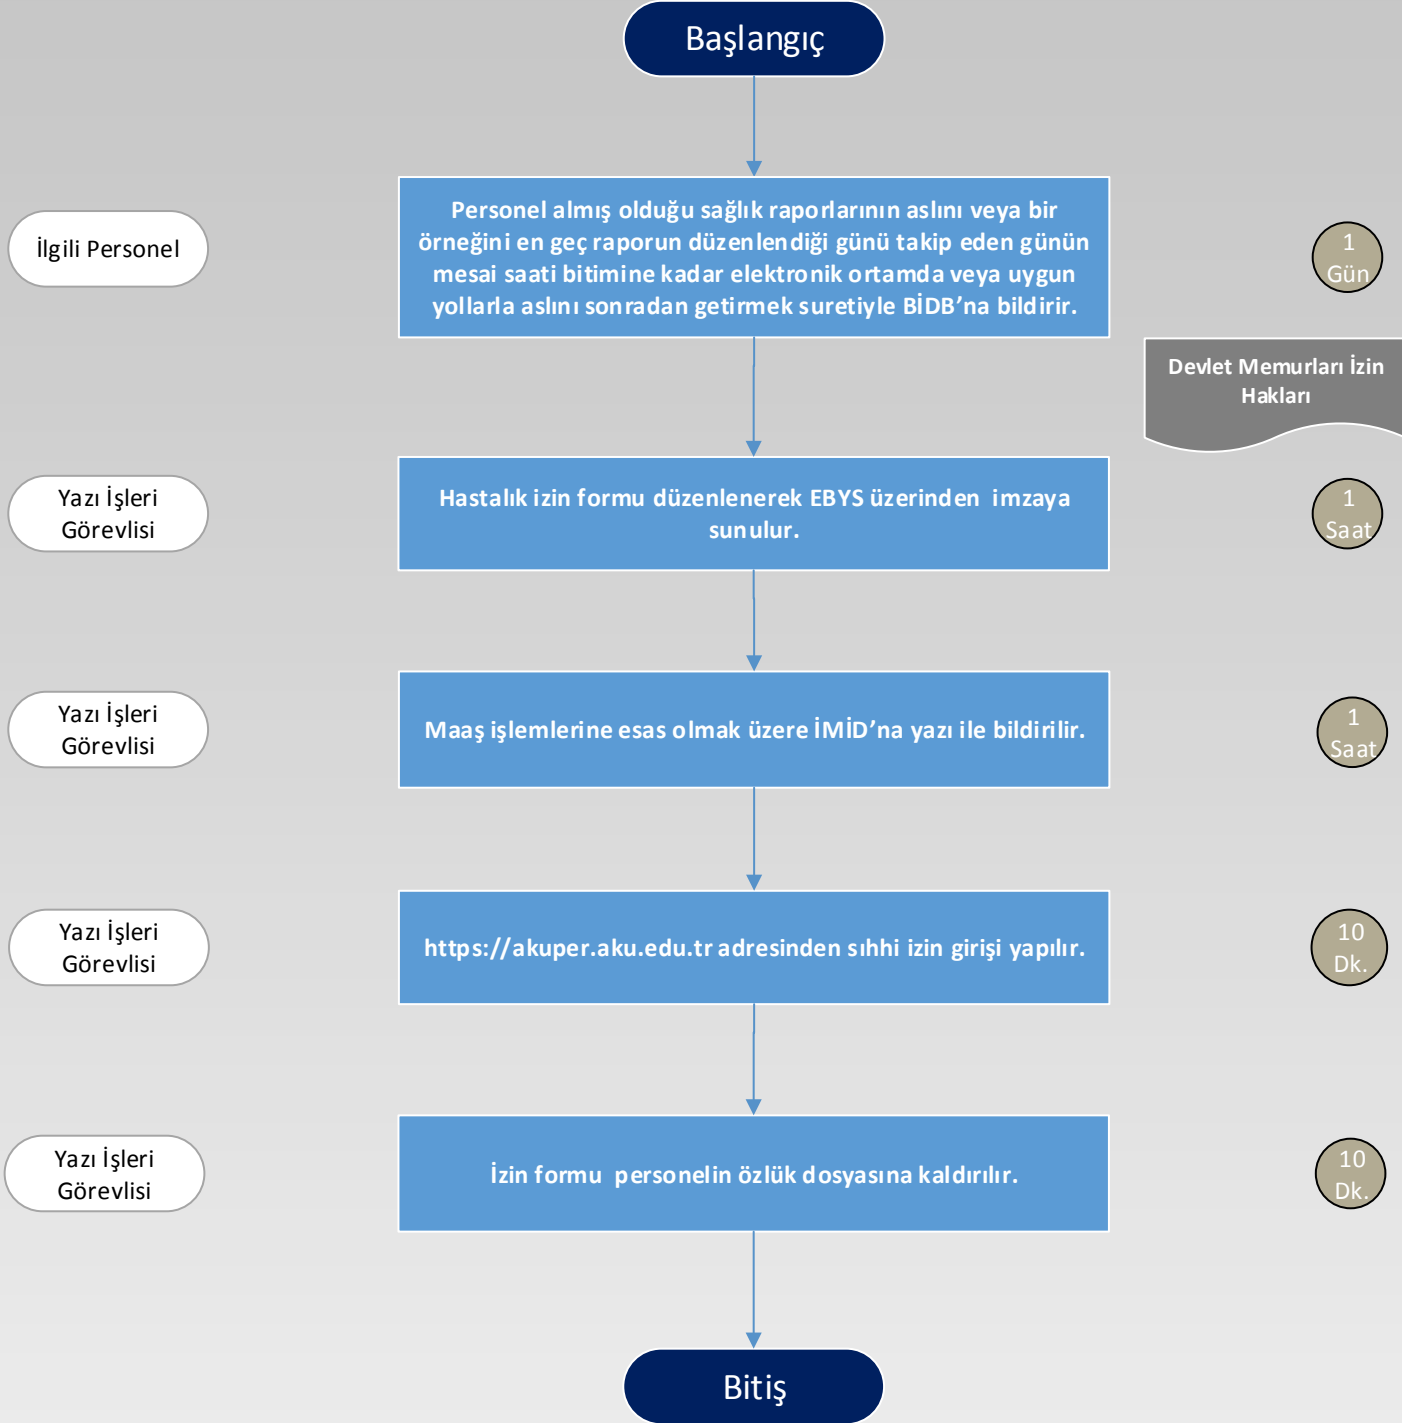 Başlangıç
İlgili Personel
Personel almış olduğu sağlık raporlarının aslını veya bir
örneğini en geç raporun düzenlendiği günü takip eden günün
mesai saati bitimine kadar elektronik ortamda veya uygun
yollarla aslını sonradan getirmek suretiyle BİDB’na bildirir.
1
Gün
Devlet Memurları İzin
Hakları
Yazı İşleri
Görevlisi
Hastalık izin formu düzenlenerek EBYS üzerinden imzaya
sunulur.
1
Saat
Yazı İşleri
Görevlisi
Maaş işlemlerine esas olmak üzere İMİD’na yazı ile bildirilir.
1
Saat
Yazı İşleri
Görevlisi
https://akuper.aku.edu.tr adresinden sıhhi izin girişi yapılır.
10
Dk.
Yazı İşleri
Görevlisi
İzin formu personelin özlük dosyasına kaldırılır.
10
Dk.
Bitiş